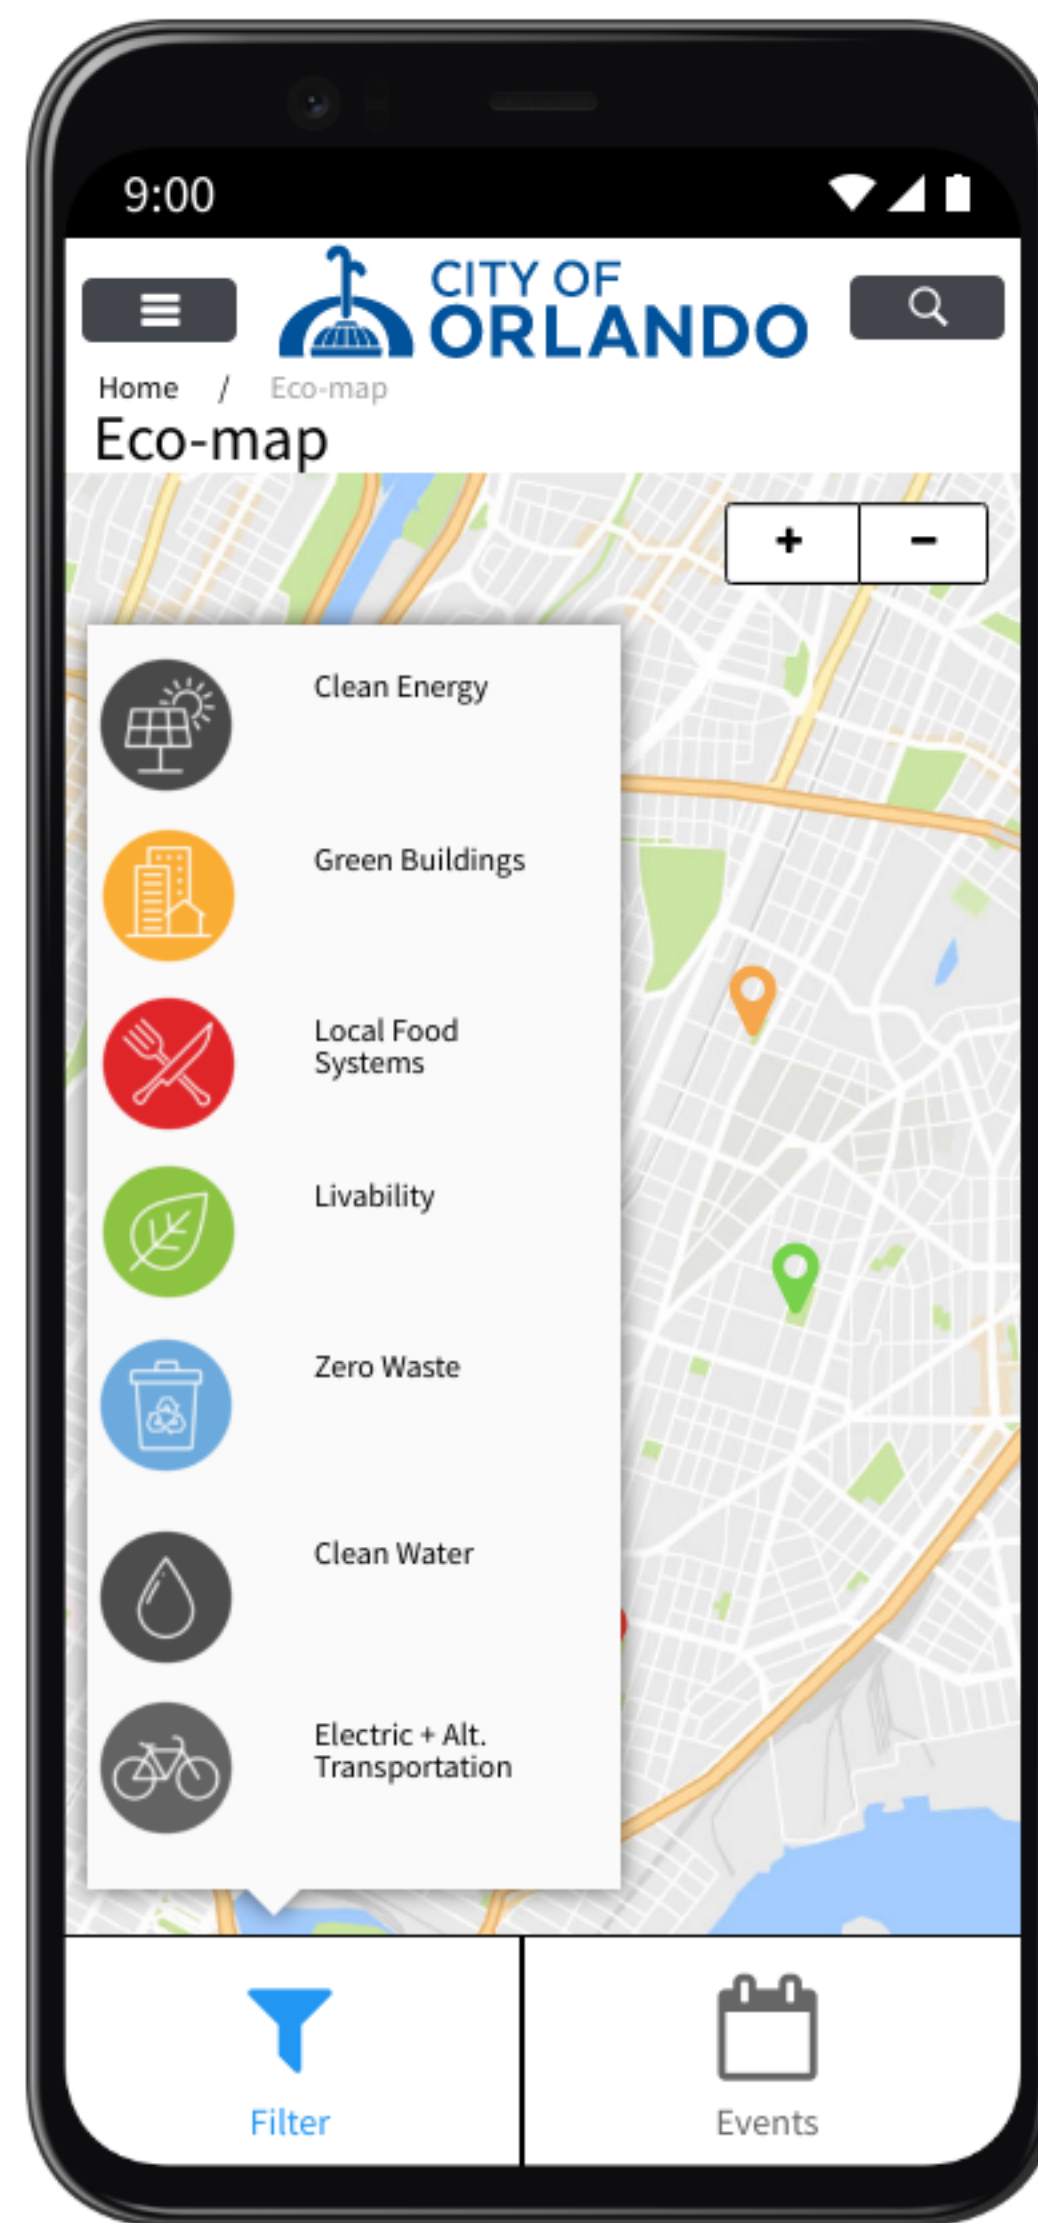 9:00
CITY OF
ORLANDO
Home / Eco-map
Eco-map
+ −
Clean Energy
Green Buildings
Local Food
Systems
Livability
Zero Waste
Clean Water
Electric + Alt.
Transportation
Filter
Events